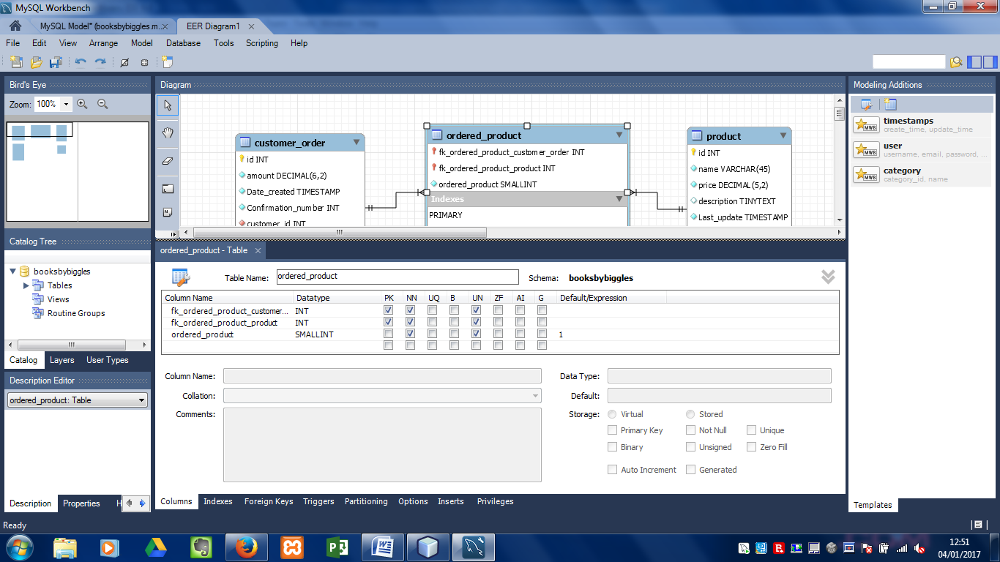 MySQL Workbench
MySQL Model* (booksbybiggles.m... EER Diagram1
File Edit View Arrange Model Database Tools Scripting Help
Bird's Eye
Zoom: 100%
Diagram
customer_order
id INT
amount DECIMAL(6,2)
Date_created TIMESTAMP
Confirmation_number INT
customer_id INT
ordered_product
fk_ordered_product_customer_order INT
fk_ordered_product_product INT
ordered_product SMALLINT
Indexes
PRIMARY
product
id INT
name VARCHAR(45)
price DECIMAL(5,2)
description TINYTEXT
Last_update TIMESTAMP
Modeling Additions
timestamps
create_time, update_time
user
username, email, password, ...
category
category_id, name
Templates
Catalog Tree
booksbybiggles
Tables
Views
Routine Groups
Catalog Layers User Types
Description Editor
ordered_product: Table
Description Properties H
ordered_product - Table
Table Name: ordered_product Schema: booksbybiggles
Column Name Datatype PK NN UQ B UN ZF AI G Default/Expression
fk_ordered_product_customer... INT
fk_ordered_product_product INT
ordered_product SMALLINT 1
Column Name: Data Type:
Collation: Default:
Comments: Storage: Virtual Stored
Primary Key Not Null Unique
Binary Unsigned Zero Fill
Auto Increment Generated
Columns Indexes Foreign Keys Triggers Partitioning Options Inserts Privileges
Ready
12:51
04/01/2017